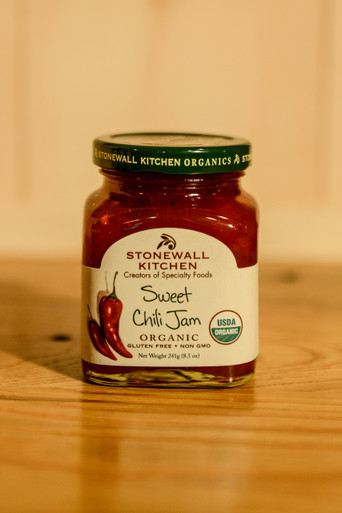 STONEWALL KITCHEN ORGANICS
STONEWALL
KITCHEN
Creators of Specialty Foods
Sweet
Chili Jam
ORGANIC
GLUTEN FREE • NON GMO
Net Weight 241g (8.5 oz)
USDA
ORGANIC